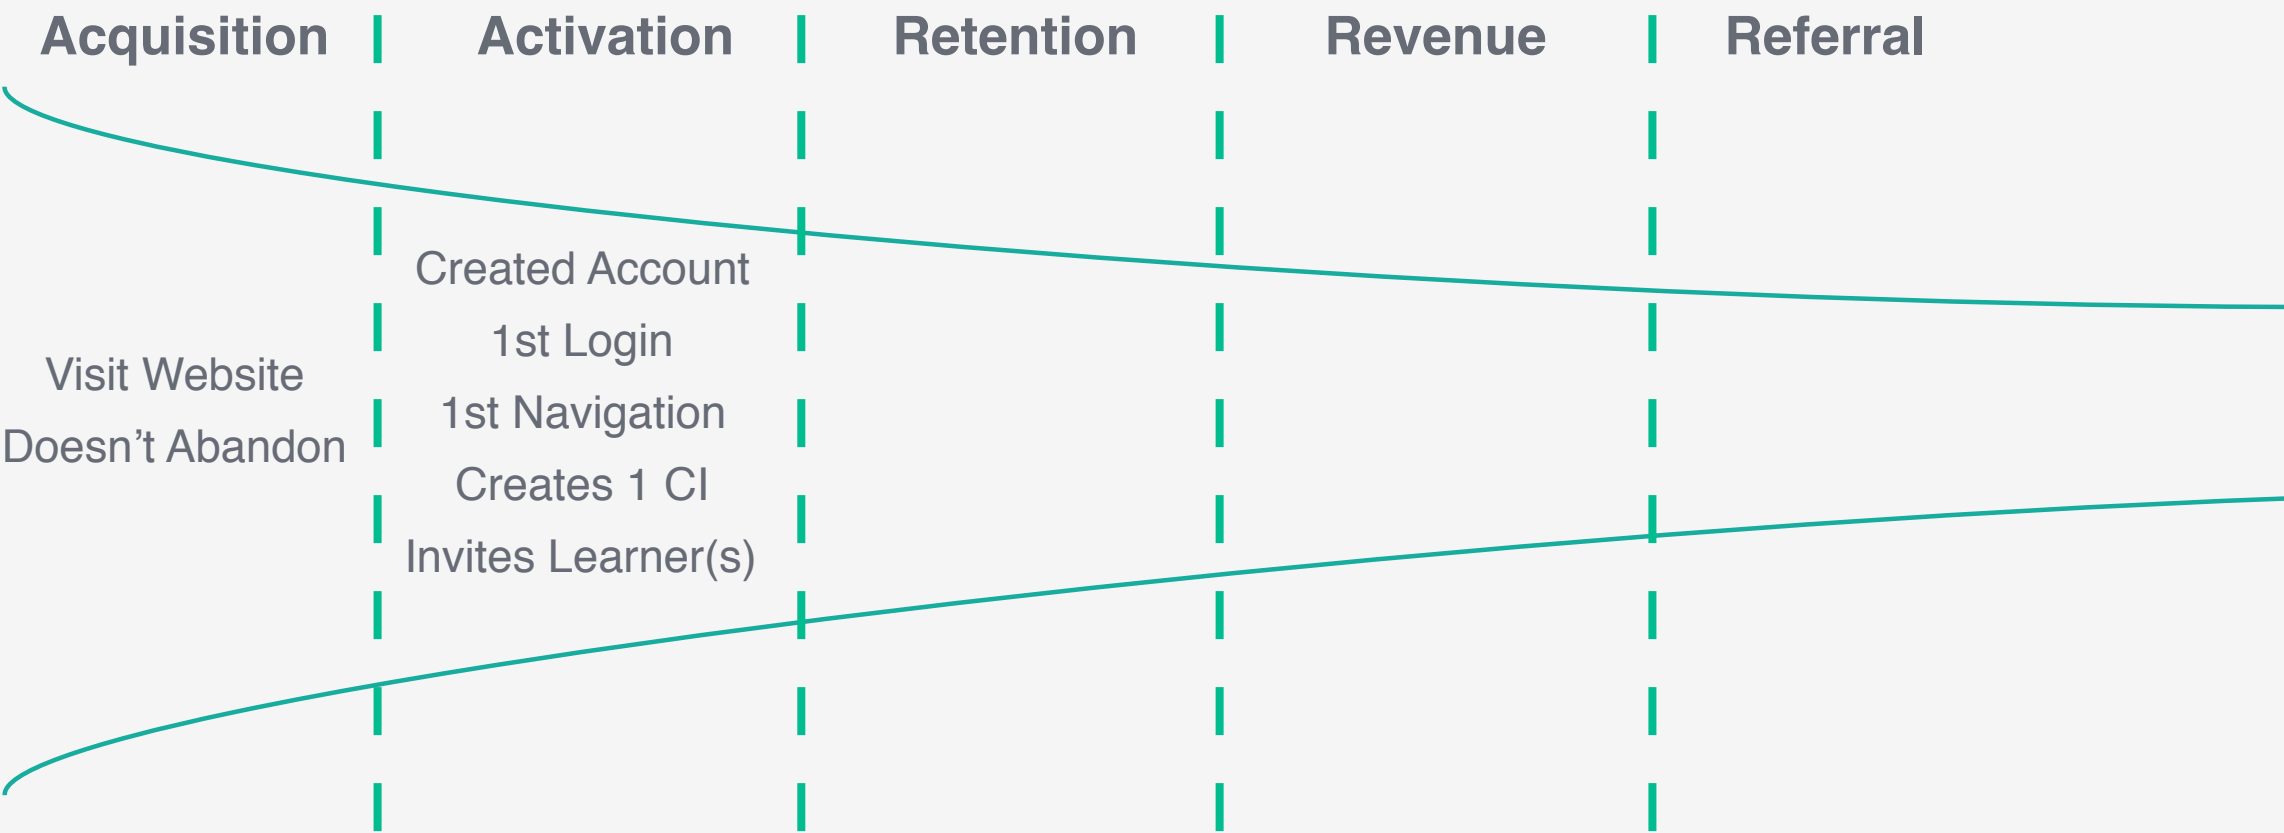 Acquisition
Activation
Retention
Revenue
Referral
Visit Website
Doesn’t Abandon
Created Account
1st Login
1st Navigation
Creates 1 CI
Invites Learner(s)